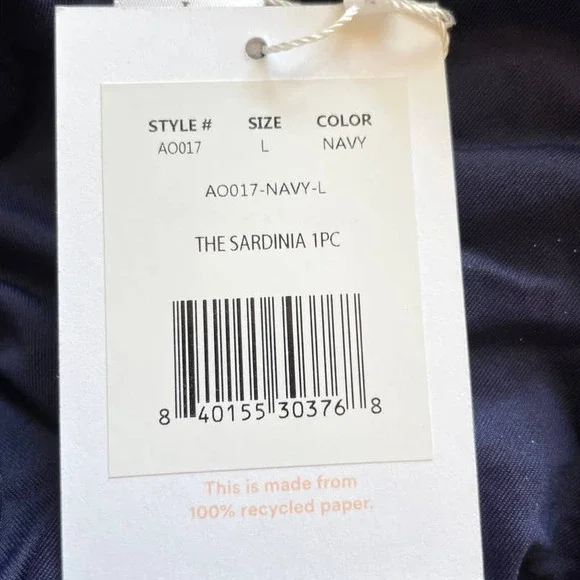 STYLE # SIZE COLOR
AO017 L NAVY
AO017-NAVY-L
THE SARDINIA 1PC
8 40155 30376 8
This is made from
100% recycled paper.